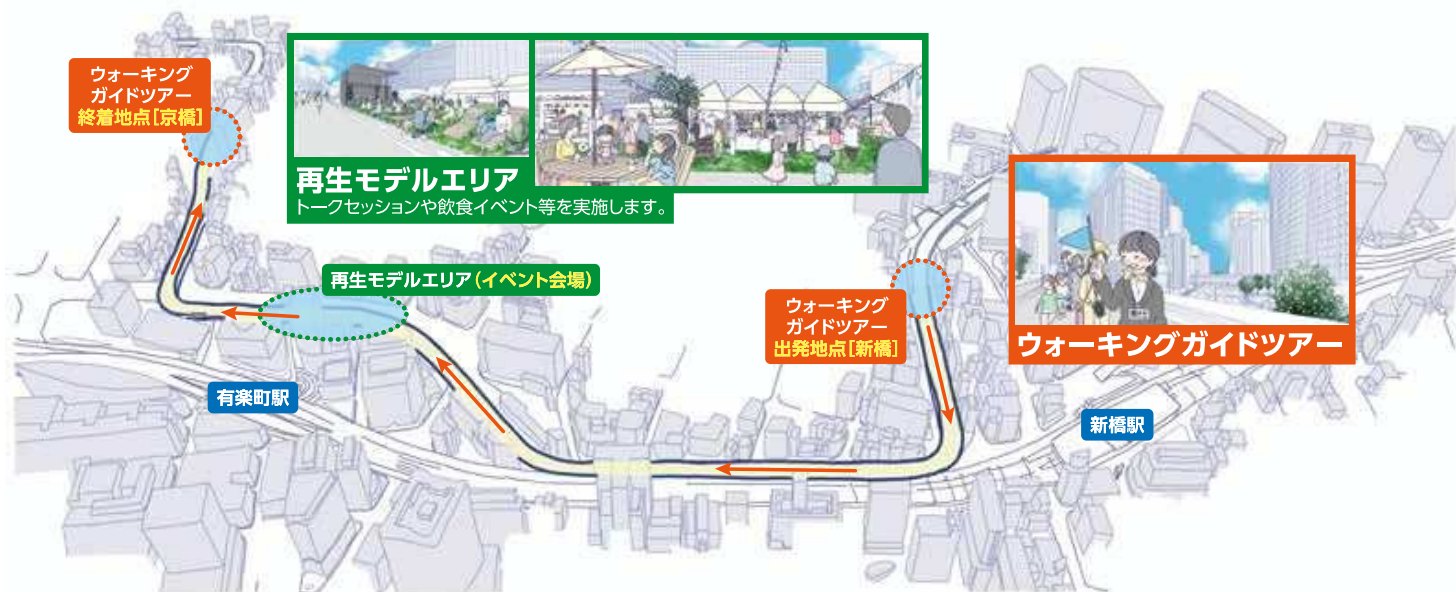 ウォーキング
ガイドツアー
終着地点[京橋]
再生モデルエリア
トークセッションや飲食イベント等を実施します。
再生モデルエリア(イベント会場)
ウォーキング
ガイドツアー
出発地点[新橋]
ウォーキングガイドツアー
有楽町駅
新橋駅